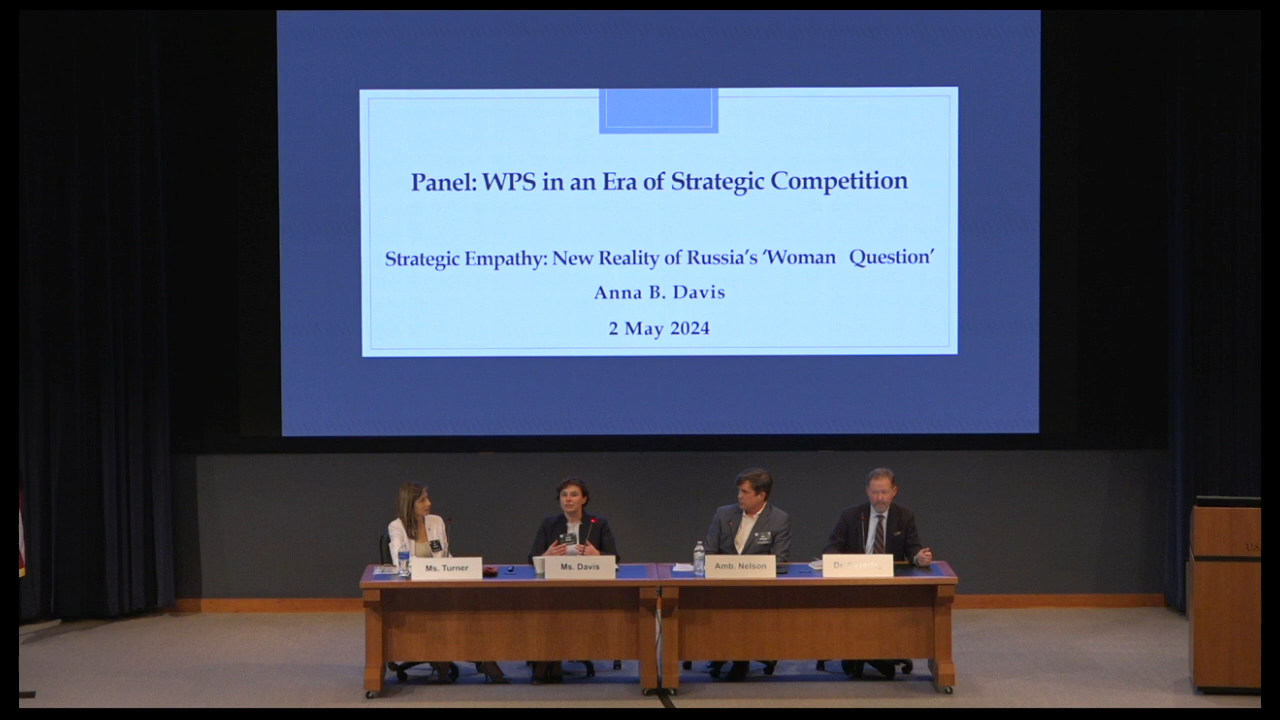 Panel: WPS in an Era of Strategic Competition
Strategic Empathy: New Reality of Russia's 'Woman Question'
Anna B. Davis
2 May 2024
Ms. Turner
Ms. Davis
Amb. Nelson